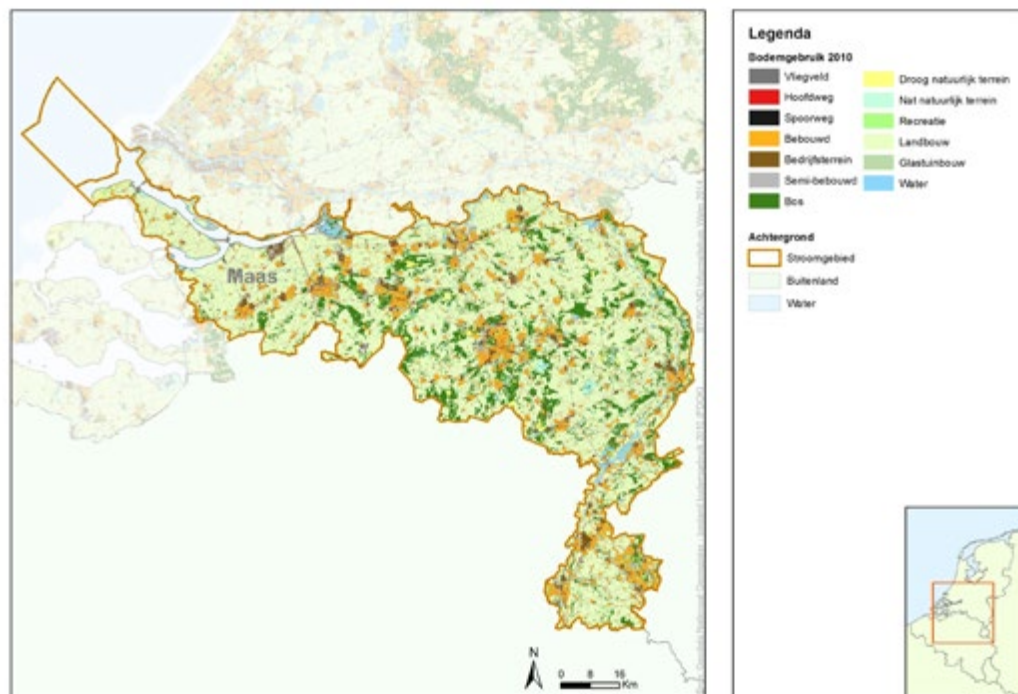 Maas
N
0 8 16
Km
Legenda
Bodemgebruik 2010
Vliegveld
Hoofdweg
Spoorweg
Bebouwd
Bedrijfsterrein
Semi-bebouwd
Bos
Droog natuurlijk terrein
Nat natuurlijk terrein
Recreatie
Landbouw
Glastuinbouw
Water
Achtergrond
Stroomgebied
Buitenland
Water